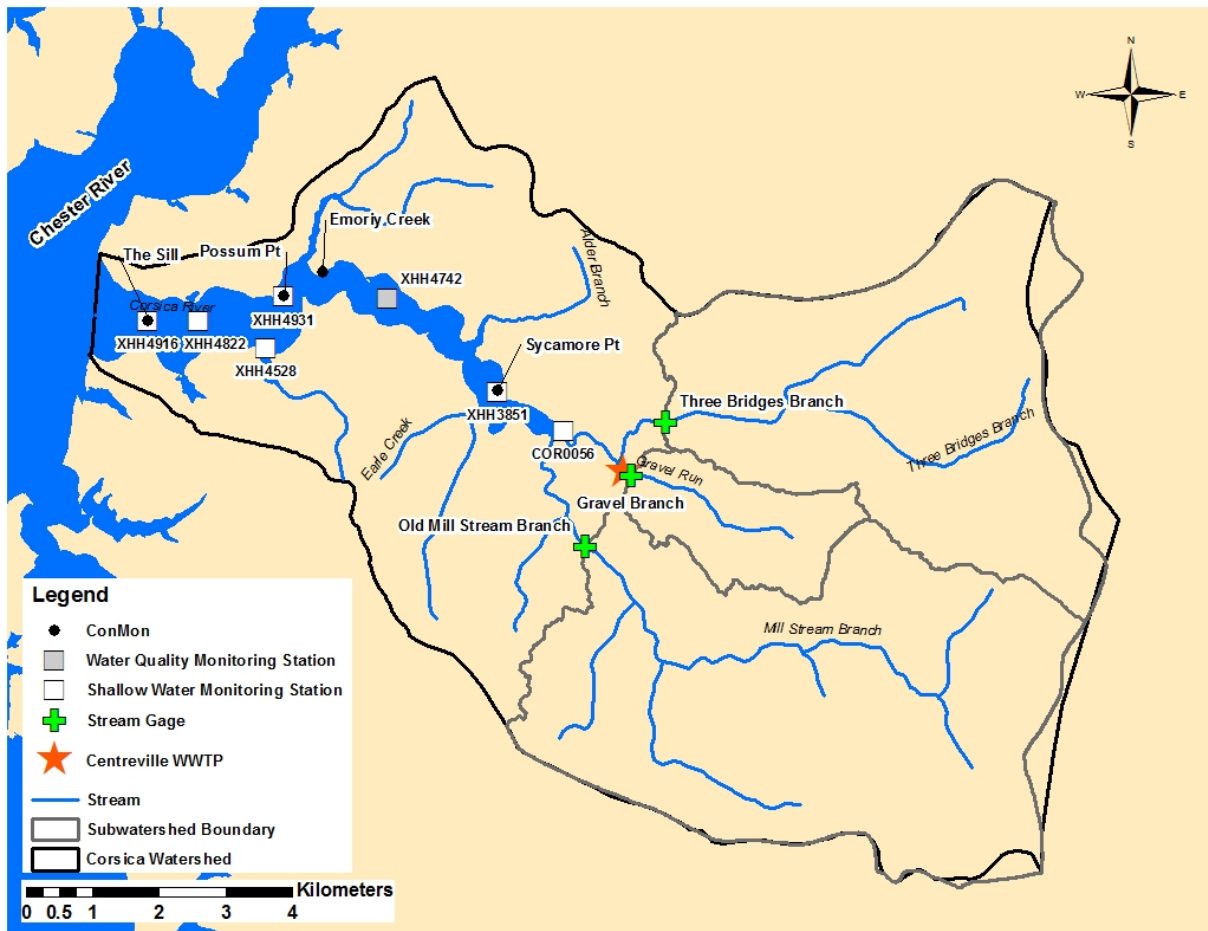 N
W E
S
Chester River
Emoriy Creek
The Sill
Possum Pt
Alder Branch
XHH4742
Corsica River
XHH4931
XHH4916
XHH4822
XHH4528
Sycamore Pt
XHH3851
Three Bridges Branch
Earle Creek
COR0056
Three Bridges Branch
Gravel Run
Gravel Branch
Old Mill Stream Branch
Mill Stream Branch
Legend
ConMon
Water Quality Monitoring Station
Shallow Water Monitoring Station
Stream Gage
Centreville WWTP
Stream
Subwatershed Boundary
Corsica Watershed
Kilometers
0 0.5 1 2 3 4